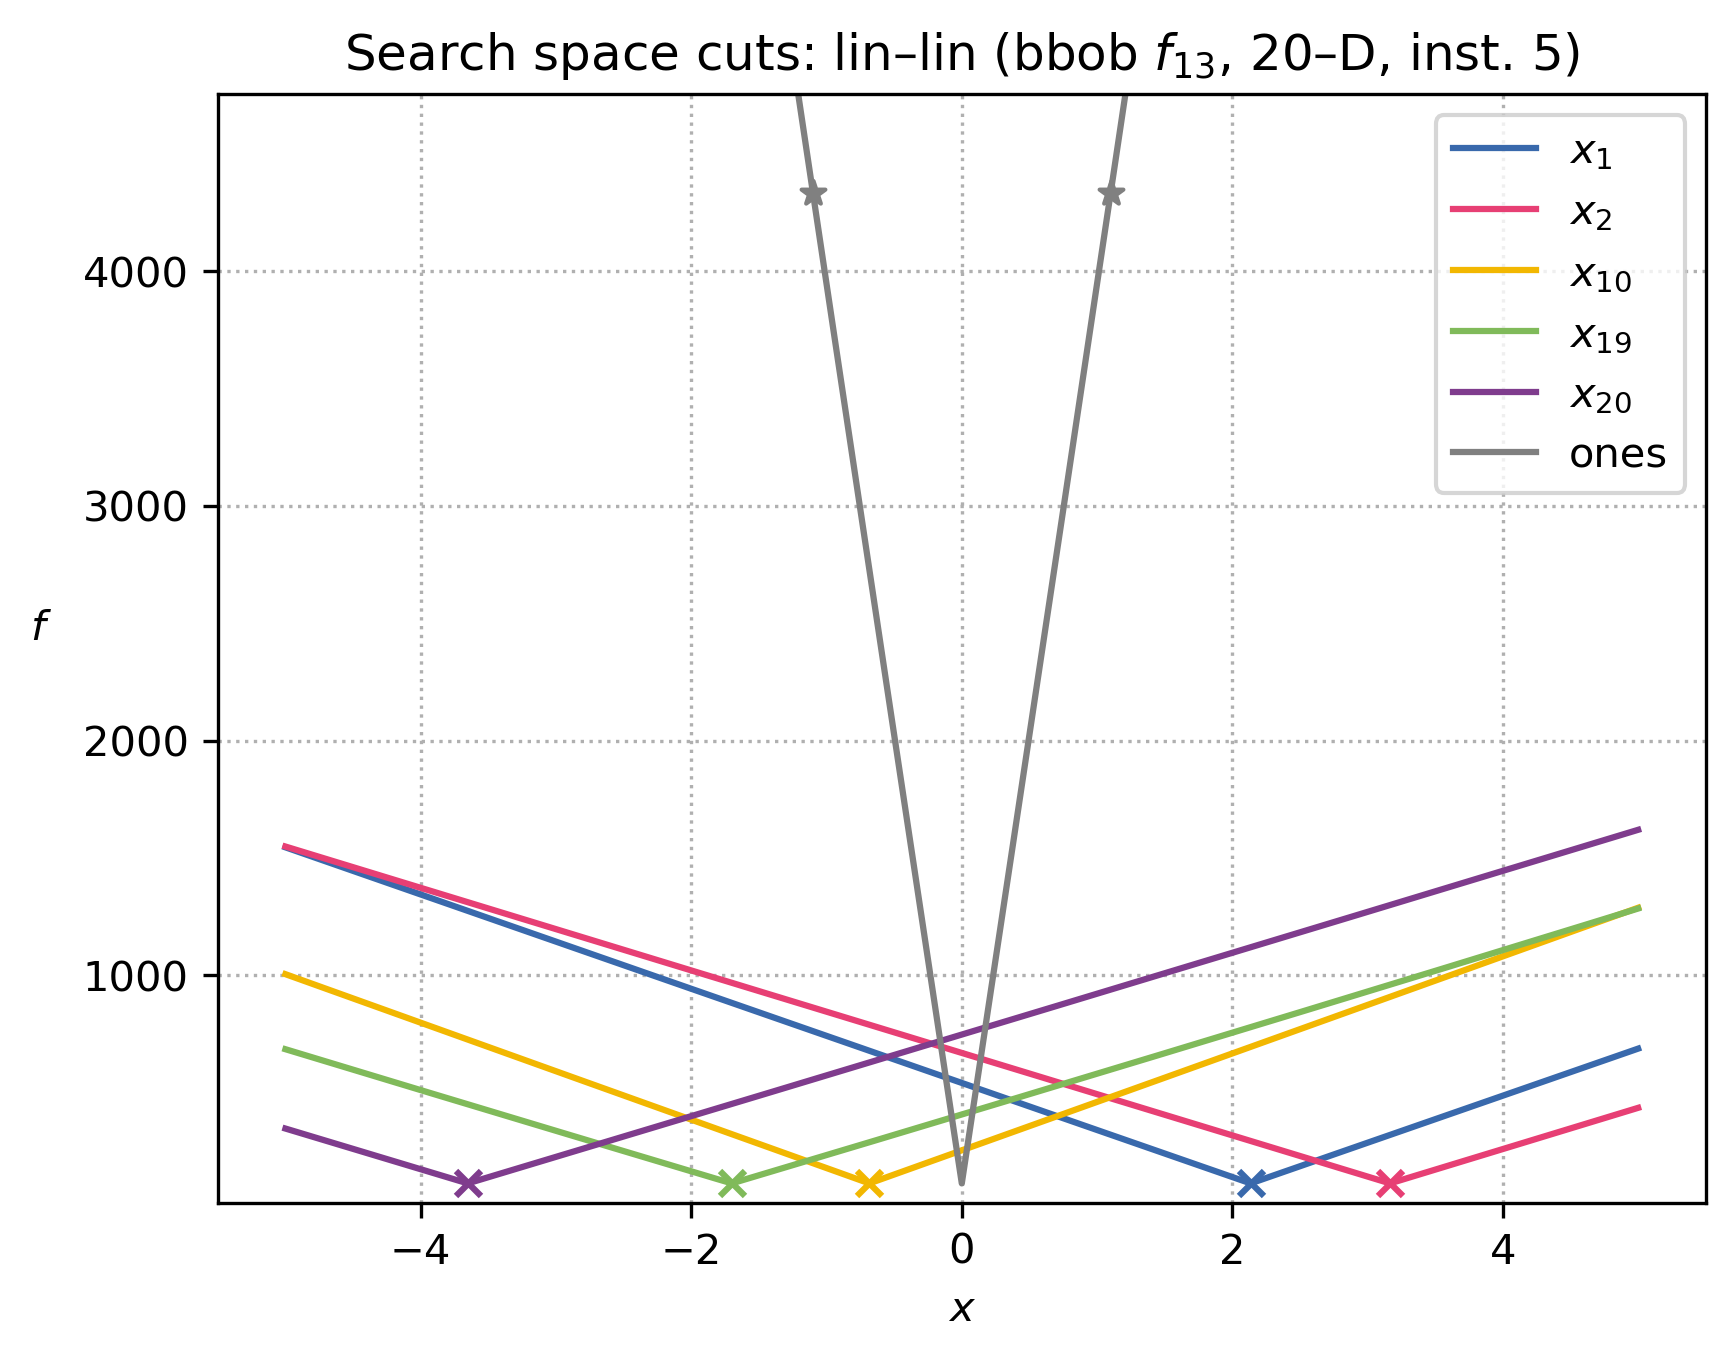 Search space cuts: lin–lin (bbob f13, 20–D, inst. 5)
x1
x2
x10
x19
x20
ones
4000
3000
2000
1000
f
−4
−2
0
2
4
x